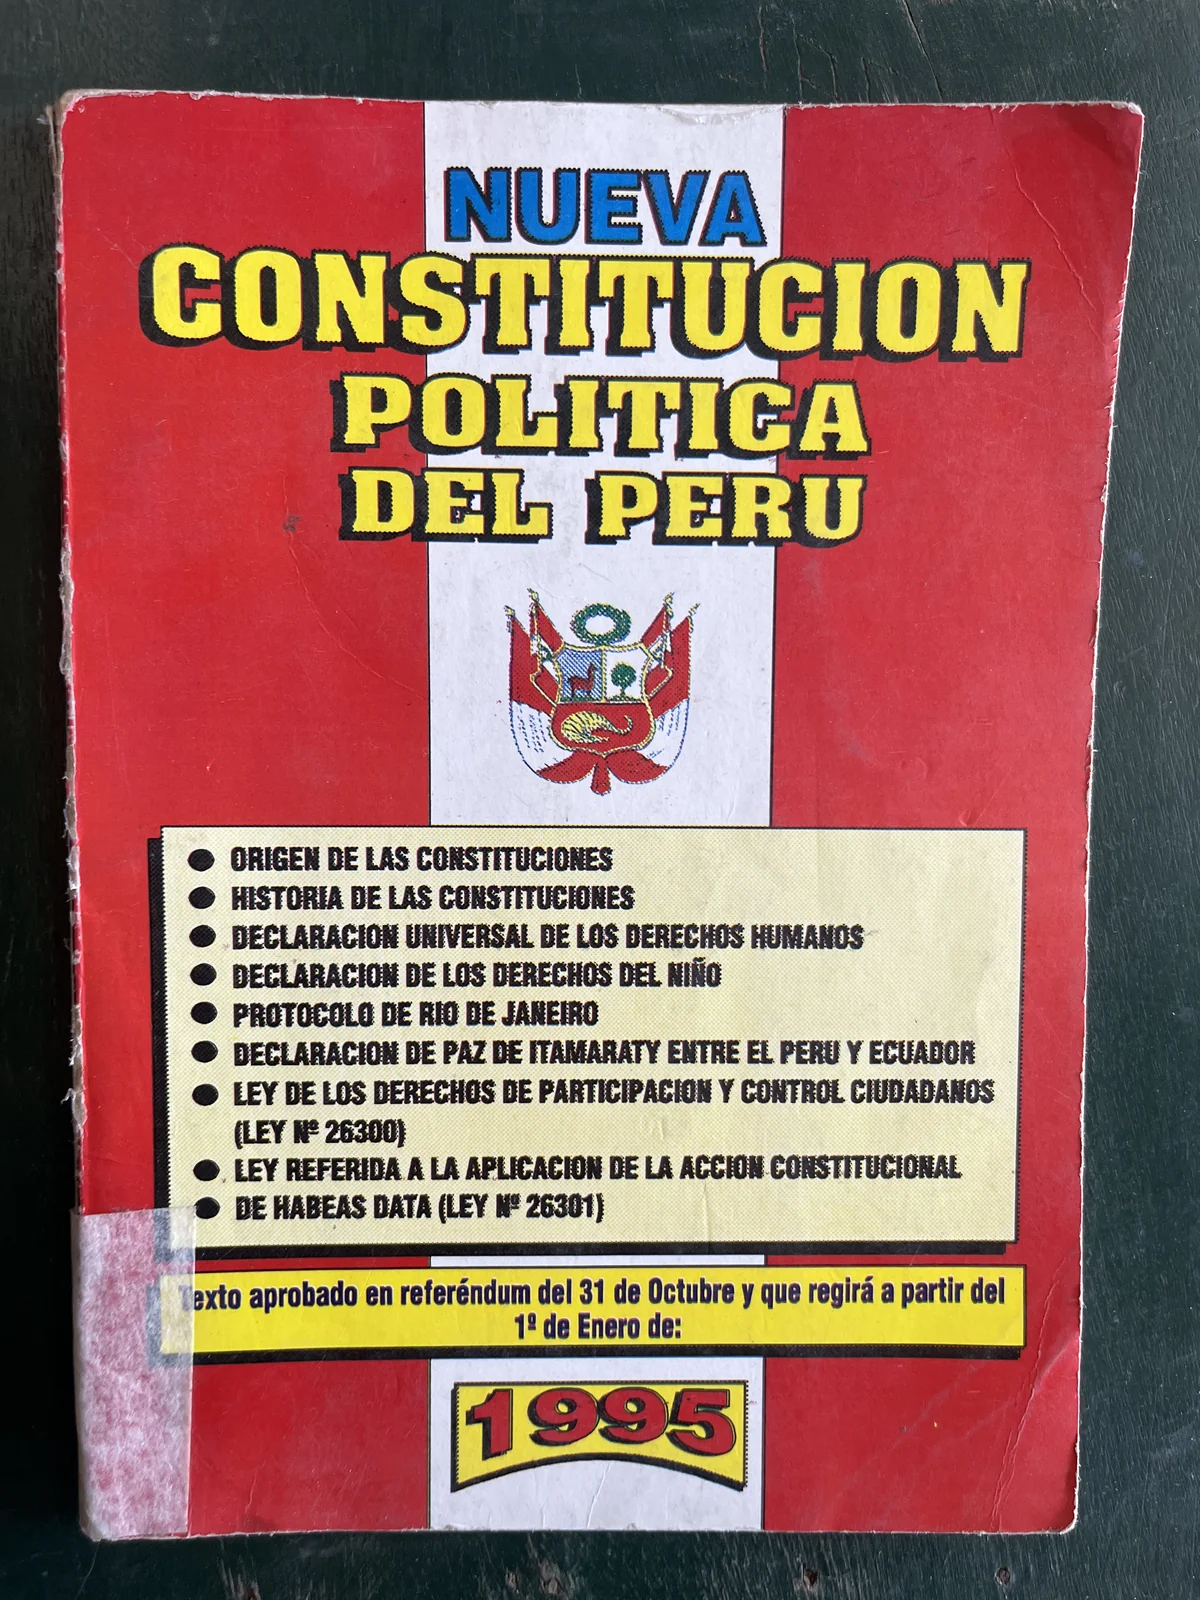 NUEVA
CONSTITUCION
POLITICA
DEL PERU
● ORIGEN DE LAS CONSTITUCIONES
● HISTORIA DE LAS CONSTITUCIONES
● DECLARACION UNIVERSAL DE LOS DERECHOS HUMANOS
● DECLARACION DE LOS DERECHOS DEL NIÑO
● PROTOCOLO DE RIO DE JANEIRO
● DECLARACION DE PAZ DE ITAMARATY ENTRE EL PERU Y ECUADOR
● LEY DE LOS DERECHOS DE PARTICIPACION Y CONTROL CIUDADANOS
(LEY Nº 26300)
● LEY REFERIDA A LA APLICACION DE LA ACCION CONSTITUCIONAL
● DE HABEAS DATA (LEY Nº 26301)
Texto aprobado en referéndum del 31 de Octubre y que regirá a partir del
1º de Enero de:
1995